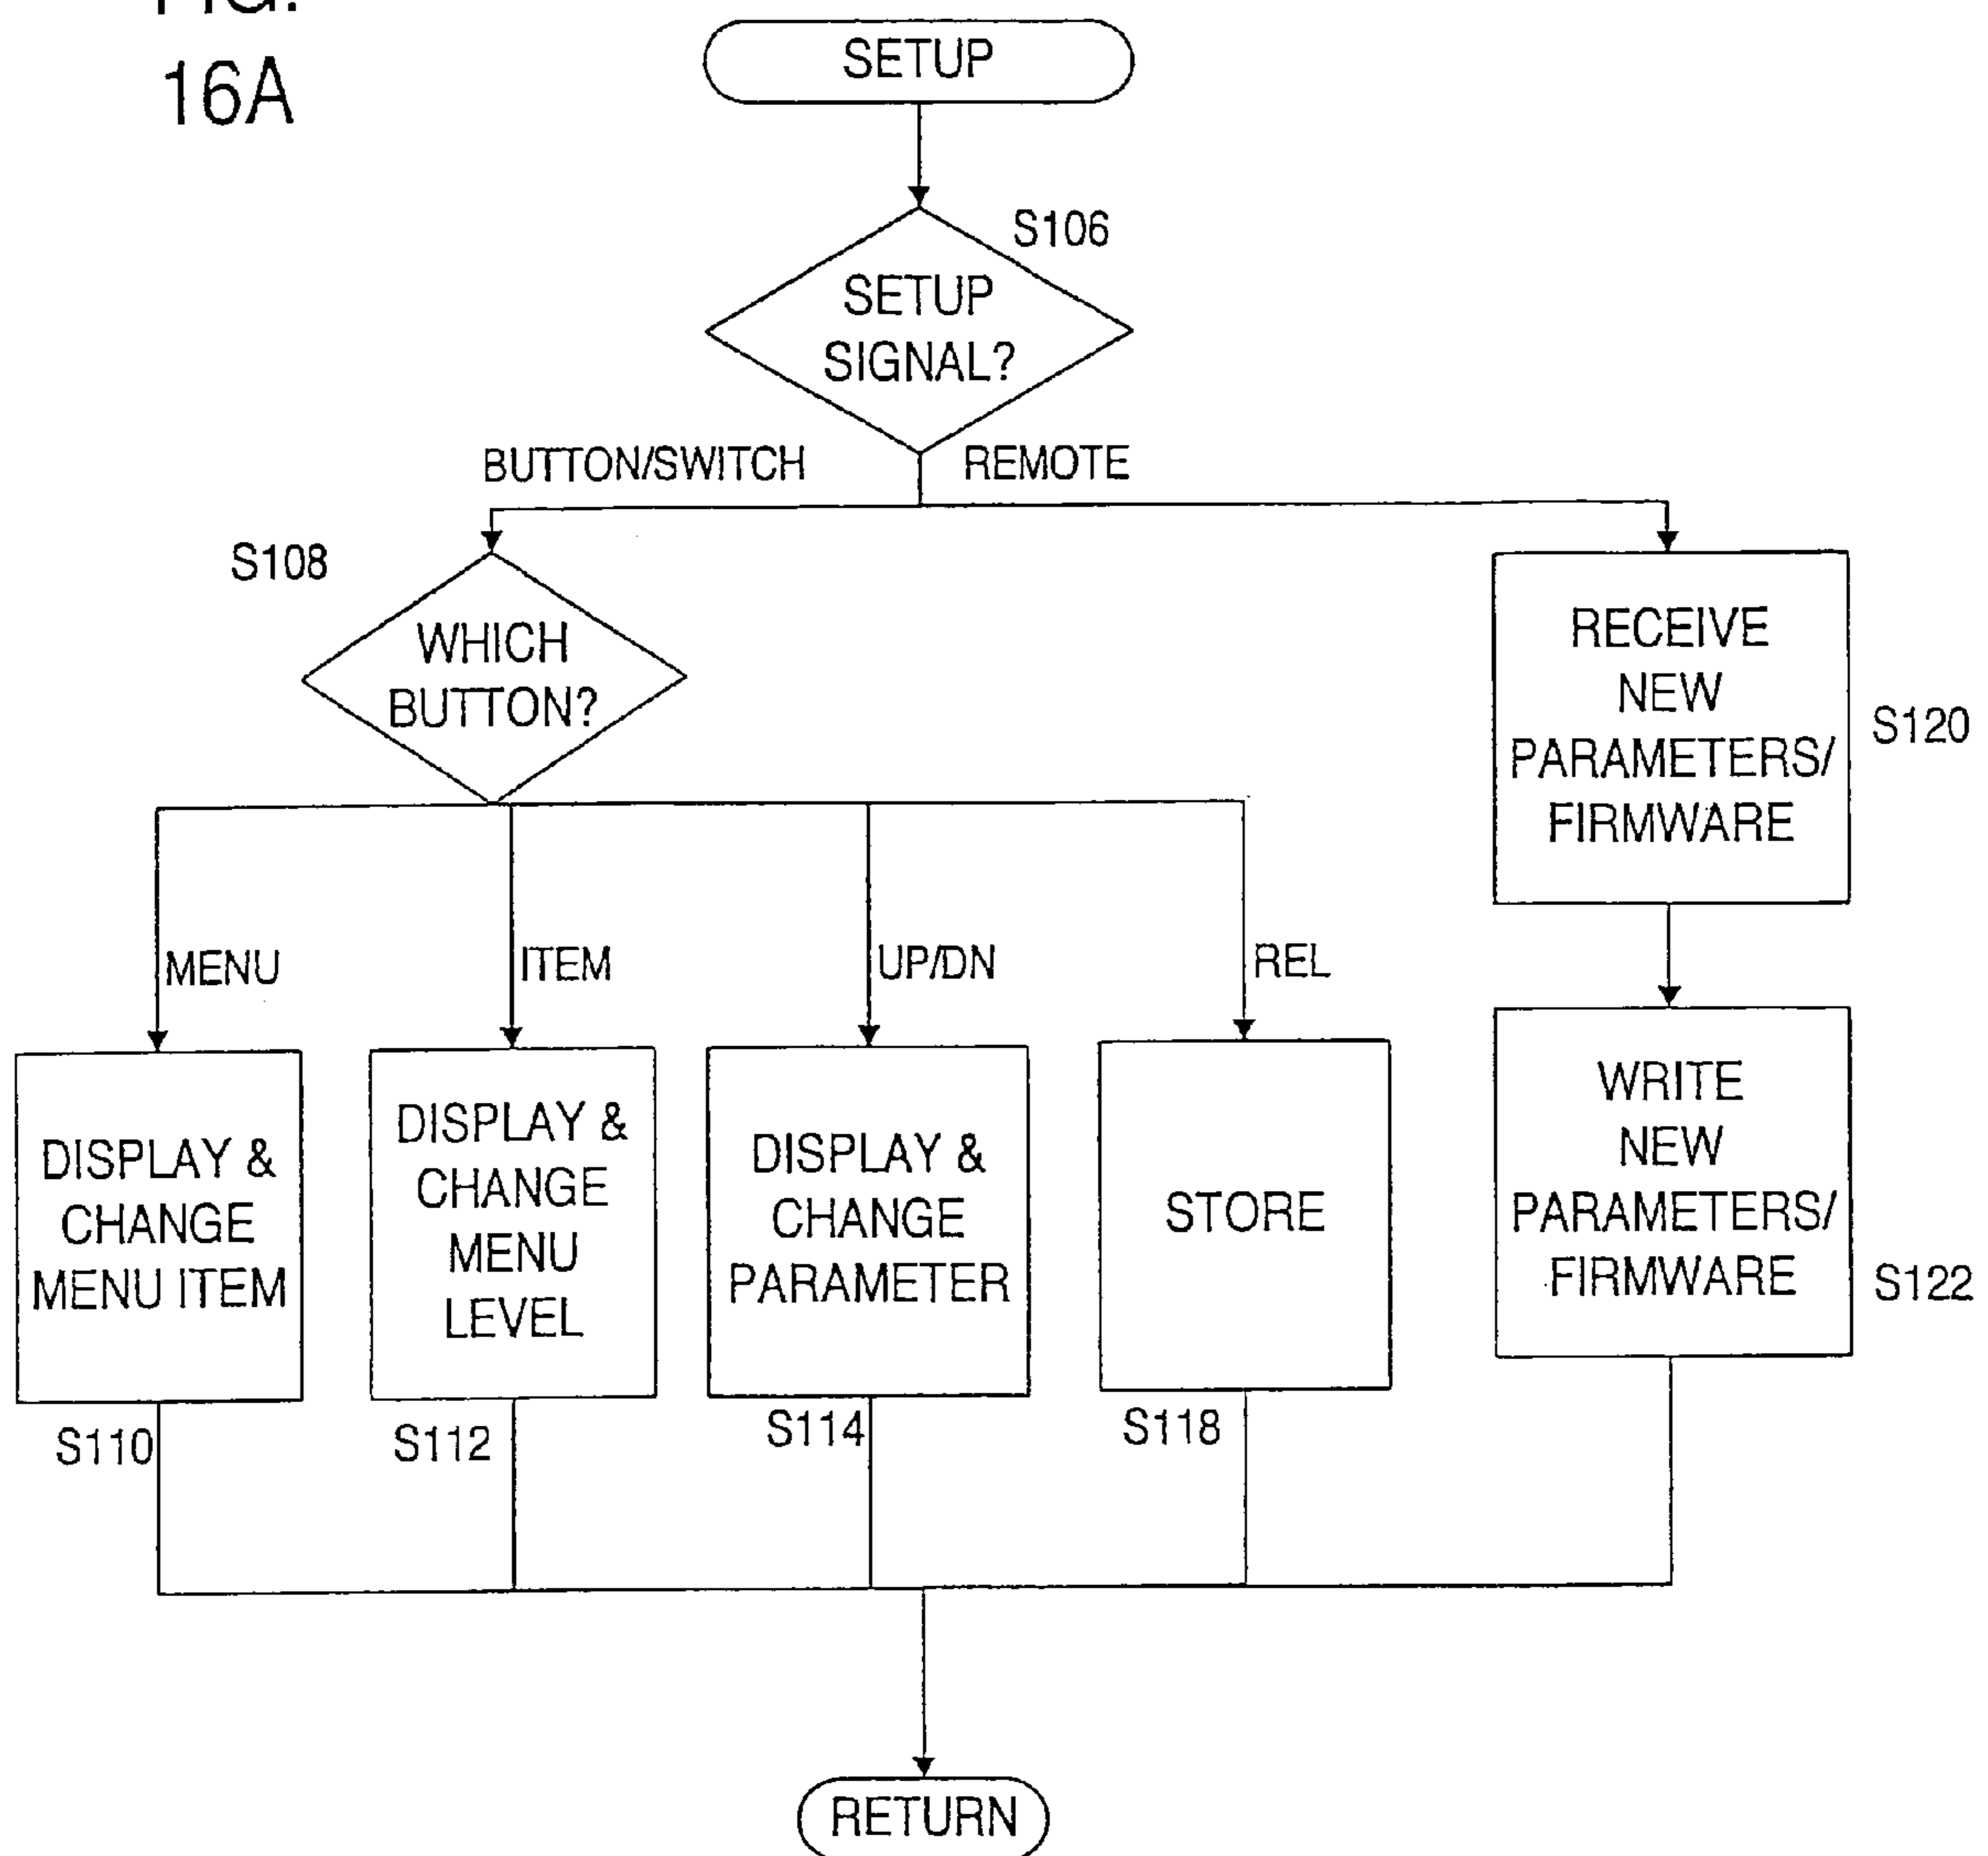 FIG.
16A
SETUP
S106
SETUP
SIGNAL?
BUTTON/SWITCH
REMOTE
S108
WHICH
BUTTON?
RECEIVE
NEW
PARAMETERS/
FIRMWARE
S120
MENU
ITEM
UP/DN
REL
DISPLAY &
CHANGE
MENU ITEM
S110
DISPLAY &
CHANGE
MENU
LEVEL
S112
DISPLAY &
CHANGE
PARAMETER
S114
STORE
S118
WRITE
NEW
PARAMETERS/
FIRMWARE
S122
RETURN